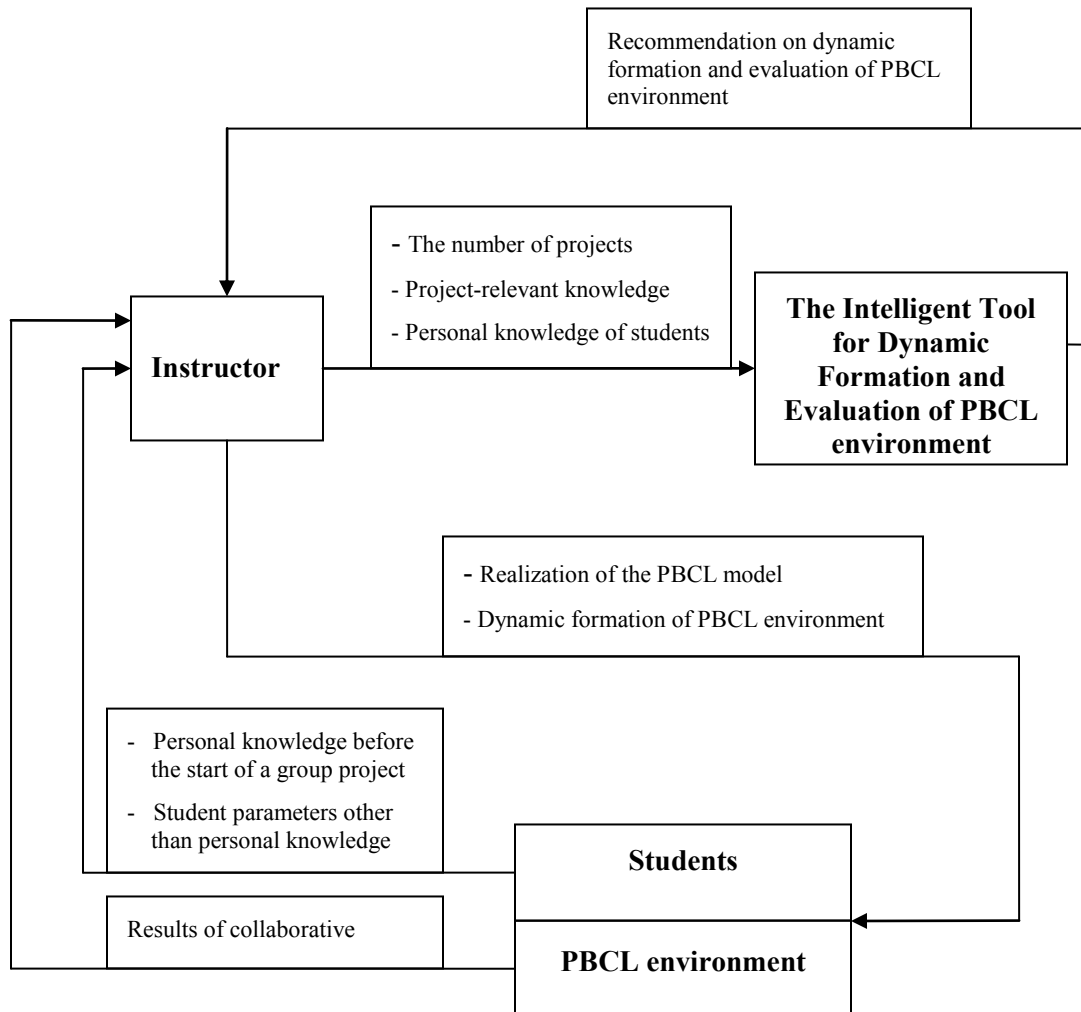 Recommendation on dynamic
formation and evaluation of PBCL
environment
- The number of projects
- Project-relevant knowledge
- Personal knowledge of students
The Intelligent Tool
for Dynamic
Formation and
Evaluation of PBCL
environment
Instructor
- Realization of the PBCL model
- Dynamic formation of PBCL environment
- Personal knowledge before
the start of a group project
- Student parameters other
than personal knowledge
Students
Results of collaborative
PBCL environment